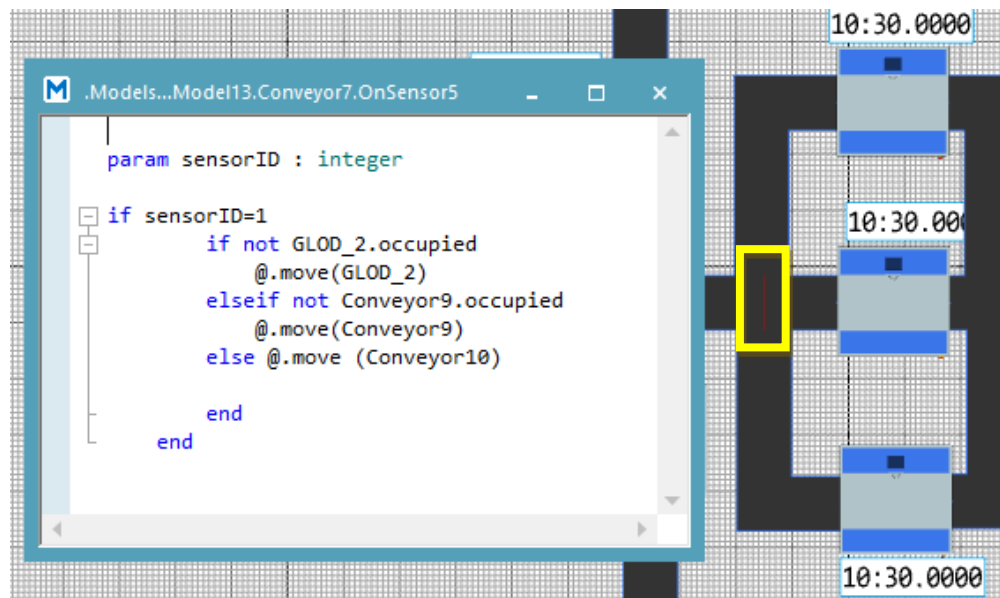 10:30.0000
.Models...Model13.Conveyor7.OnSensor5
param sensorID : integer
if sensorID=1
if not GLOD_2.occupied
@.move(GLOD_2)
elseif not Conveyor9.occupied
@.move(Conveyor9)
else @.move (Conveyor10)
end
end
10:30.00
10:30.0000